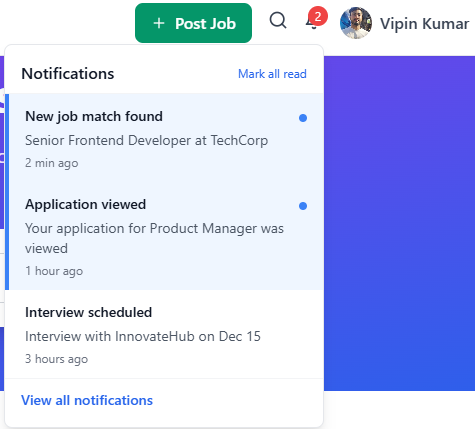 + Post Job
2
Vipin Kumar
Notifications
Mark all read
New job match found
Senior Frontend Developer at TechCorp
2 min ago
Application viewed
Your application for Product Manager was
viewed
1 hour ago
Interview scheduled
Interview with InnovateHub on Dec 15
3 hours ago
View all notifications